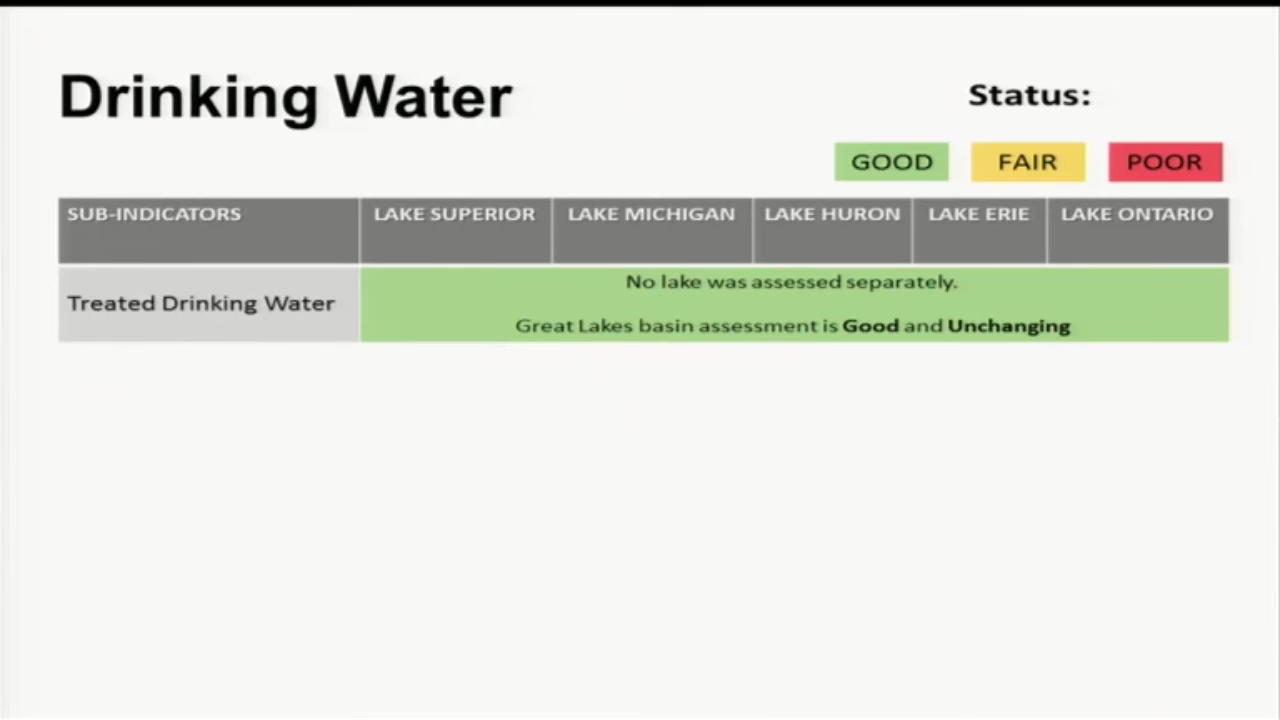 Drinking Water
Status:
GOOD FAIR POOR
SUB-INDICATORS LAKE SUPERIOR LAKE MICHIGAN LAKE HURON LAKE ERIE LAKE ONTARIO
Treated Drinking Water
No lake was assessed separately.
Great Lakes basin assessment is Good and Unchanging